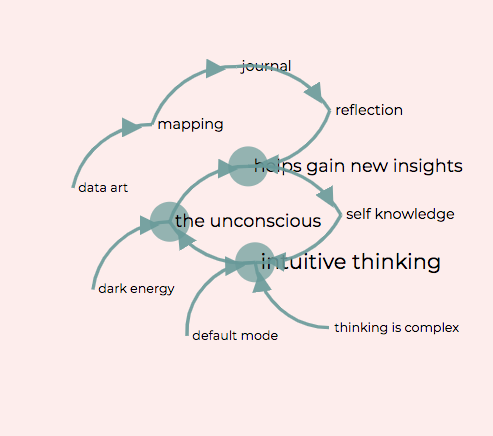 journal
reflection
mapping
helps gain new insights
data art
self knowledge
the unconscious
intuitive thinking
dark energy
thinking is complex
default mode